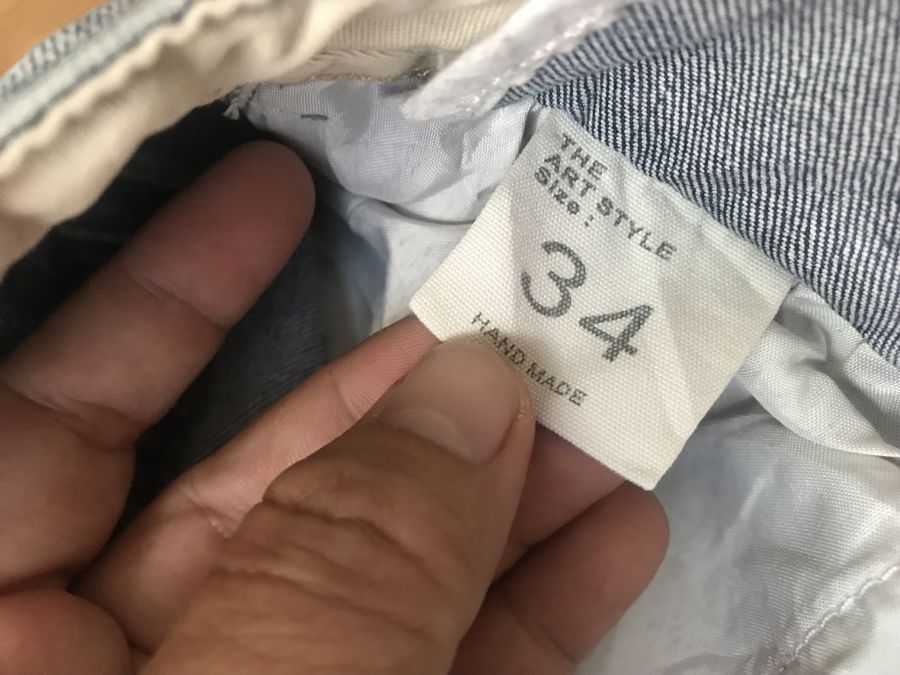 THE
ART STYLE
Size :
34
HAND MADE